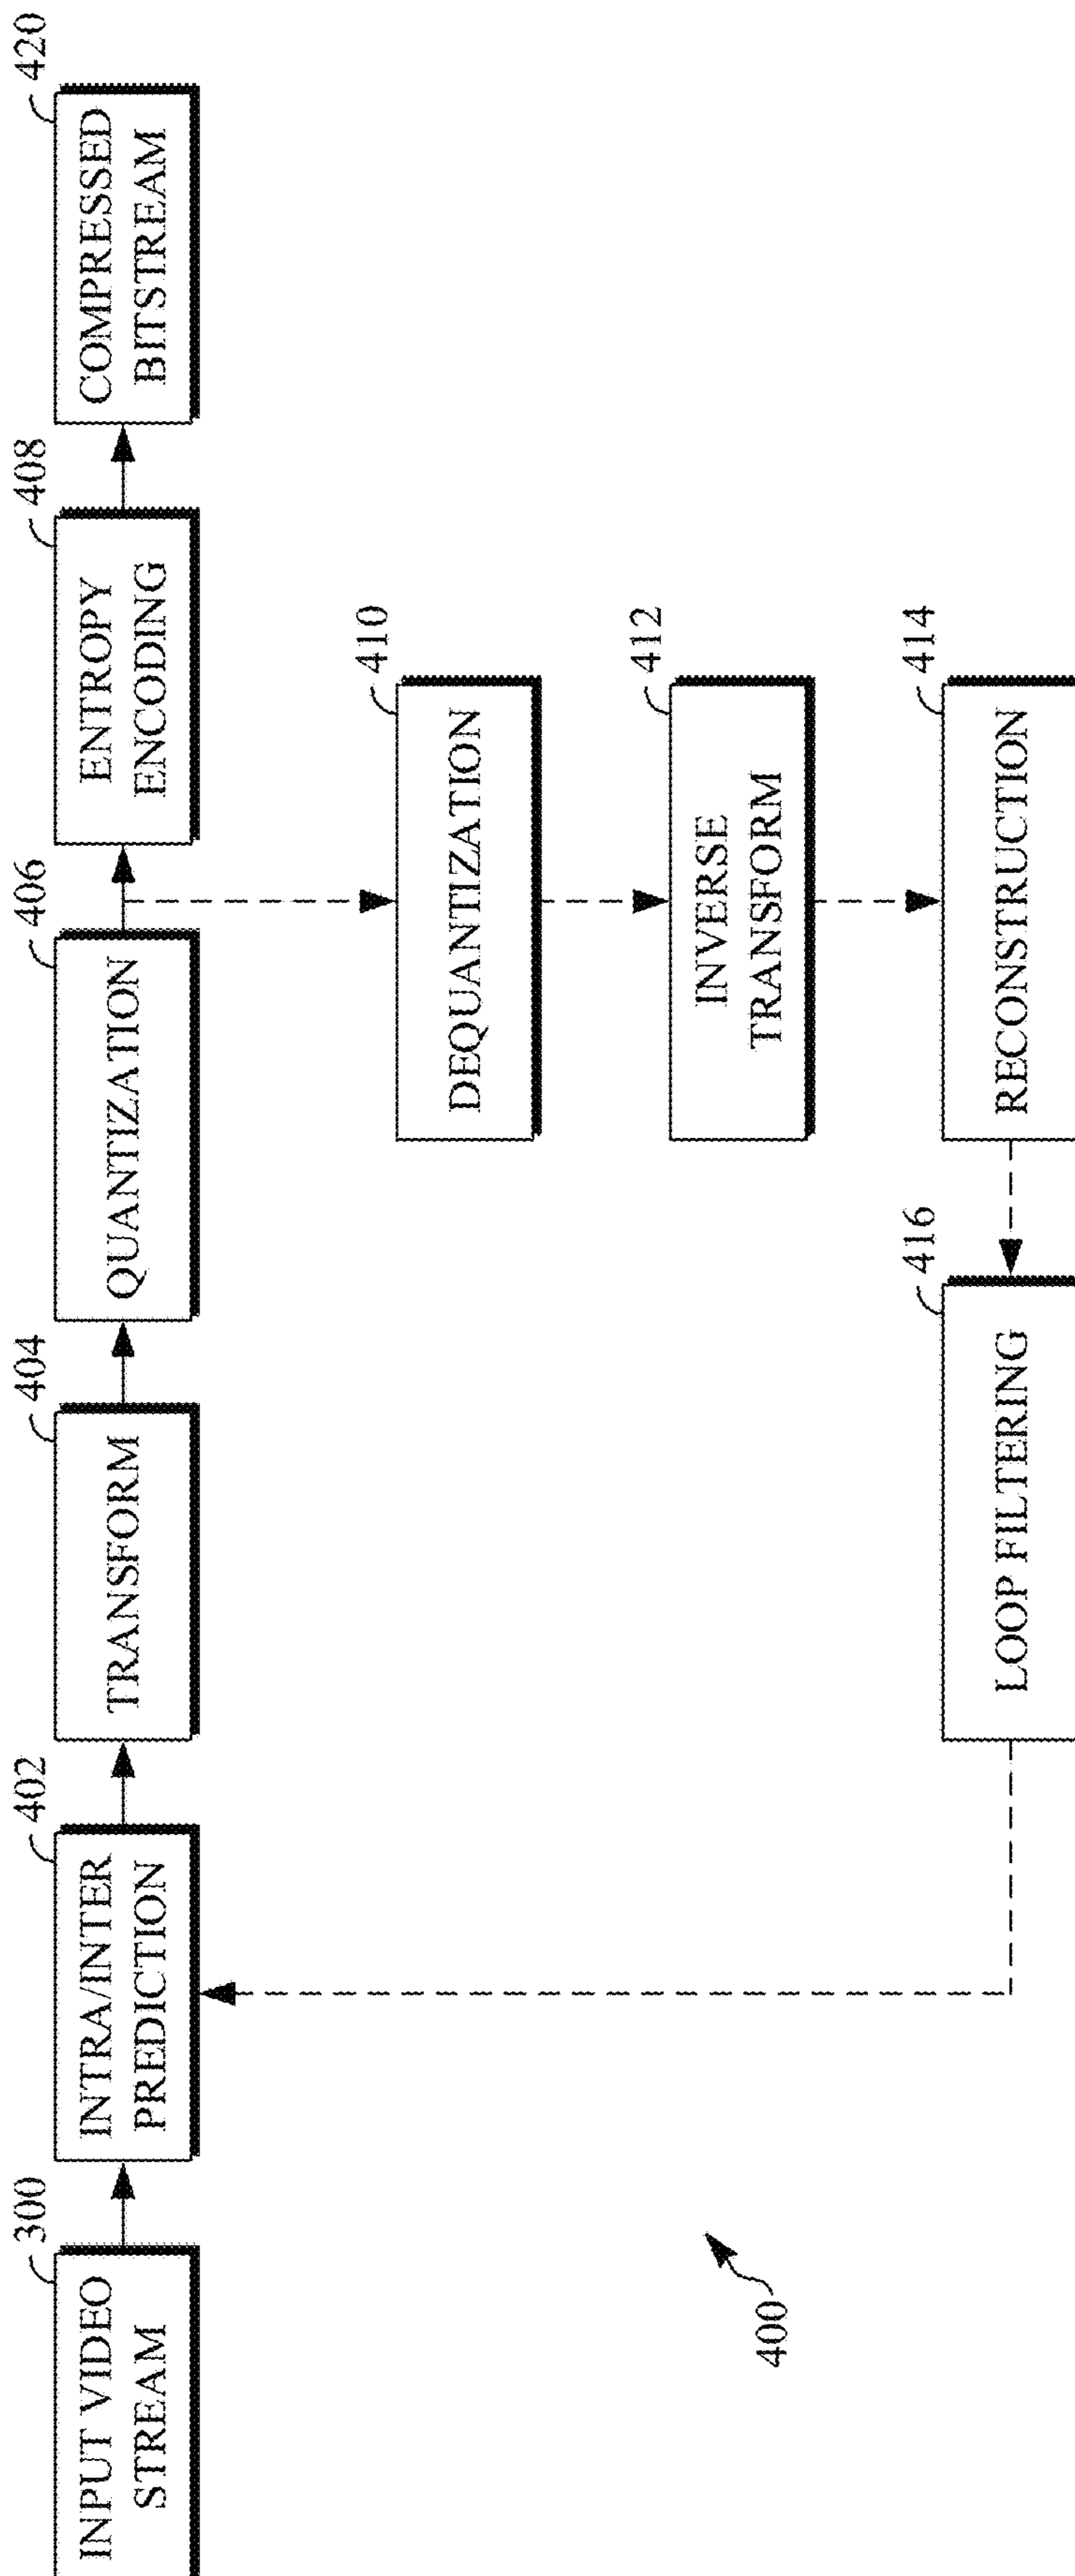 300
INPUT VIDEO
STREAM
402
INTRA/INTER
PREDICTION
404
TRANSFORM
406
QUANTIZATION
408
ENTROPY
ENCODING
420
COMPRESSED
BITSTREAM
410
DEQUANTIZATION
412
INVERSE
TRANSFORM
416
LOOP FILTERING
414
RECONSTRUCTION
400